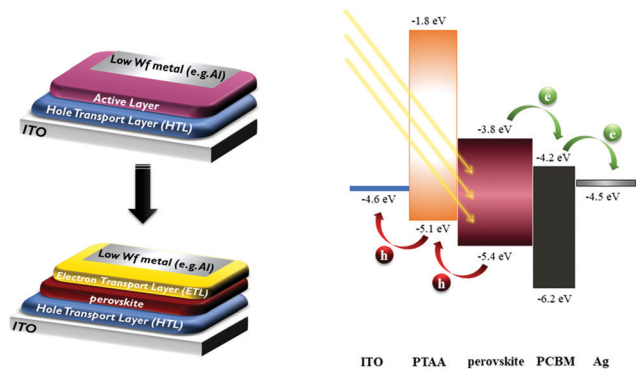 Low Wf metal (e.g. Al)
Active Layer
Hole Transport Layer (HTL)
ITO
Low Wf metal (e.g. Al)
Electron Transport Layer (ETL)
perovskite
Hole Transport Layer (HTL)
ITO
-1.8 eV
e
-3.8 eV
e
-4.2 eV
-4.6 eV
-4.5 eV
-5.1 eV
h
-5.4 eV
h
-6.2 eV
ITO PTAA perovskite PCBM Ag